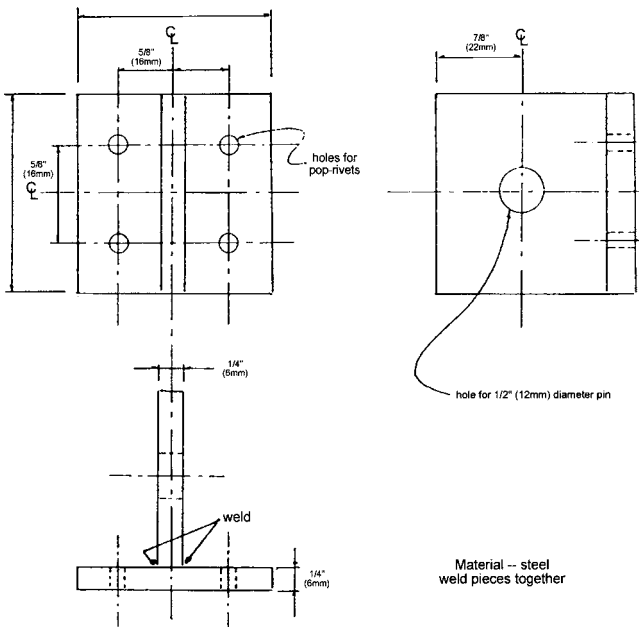 5/8"
(16mm)
℄
7/8"
(22mm)
℄
5/8"
(16mm)
℄
holes for
pop-rivets
hole for 1/2" (12mm) diameter pin
1/4"
(6mm)
weld
1/4"
(6mm)
Material -- steel
weld pieces together